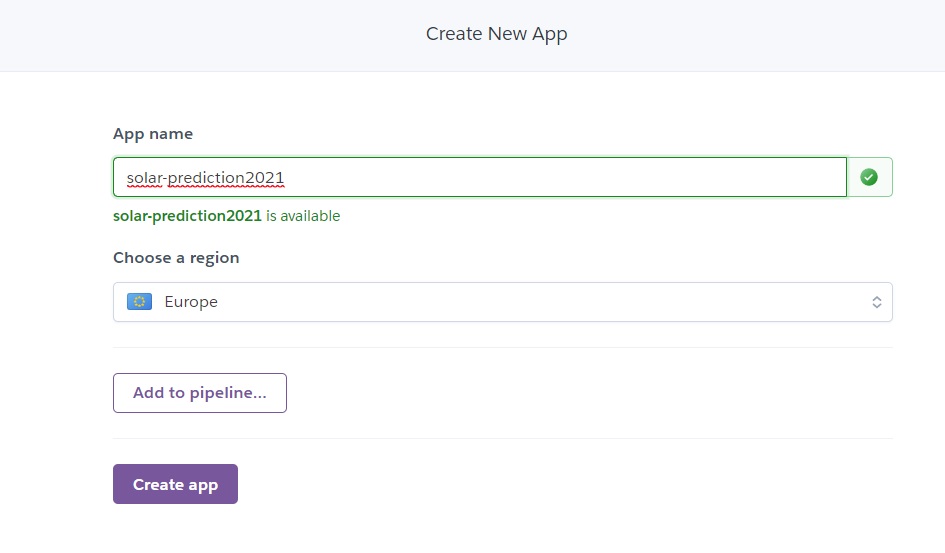 Create New App
App name
solar-prediction2021
solar-prediction2021 is available
Choose a region
Europe
Add to pipeline...
Create app